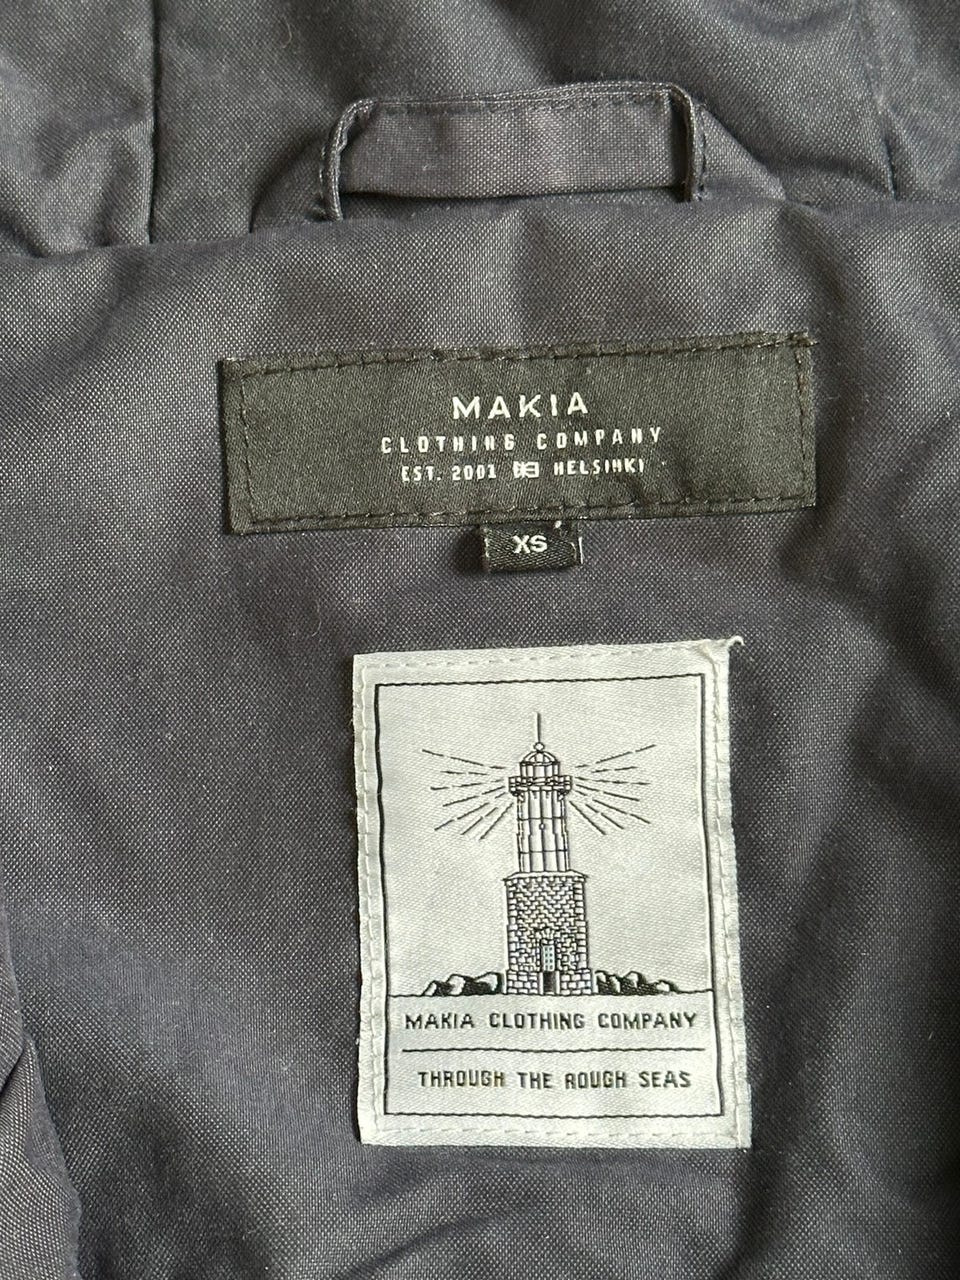 MAKIA
CLOTHING COMPANY
EST. 2001 HELSINKI
XS
MAKIA CLOTHING COMPANY
THROUGH THE ROUGH SEAS